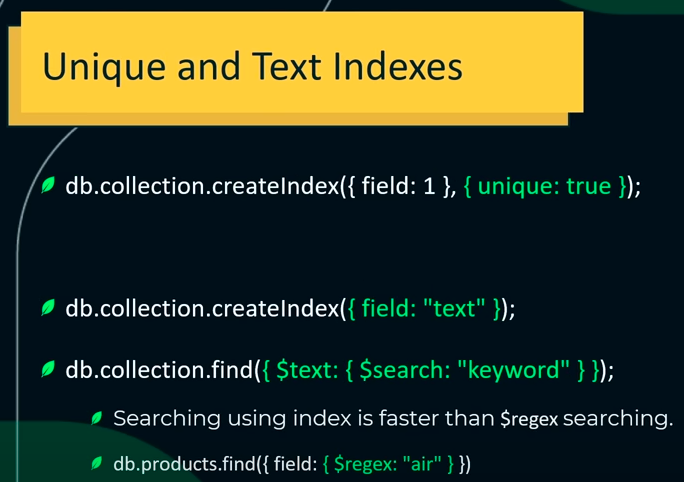 Unique and Text Indexes
db.collection.createIndex({ field: 1 }, { unique: true });
db.collection.createIndex({ field: "text" });
db.collection.find({ $text: { $search: "keyword" } });
Searching using index is faster than $regex searching.
db.products.find({ field: { $regex: "air" } })